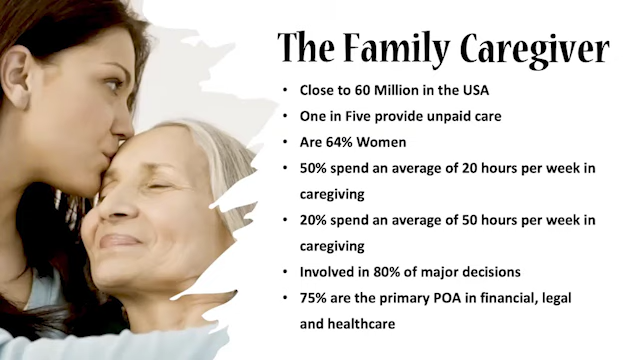 The Family Caregiver
• Close to 60 Million in the USA
• One in Five provide unpaid care
• Are 64% Women
• 50% spend an average of 20 hours per week in
caregiving
• 20% spend an average of 50 hours per week in
caregiving
• Involved in 80% of major decisions
• 75% are the primary POA in financial, legal
and healthcare